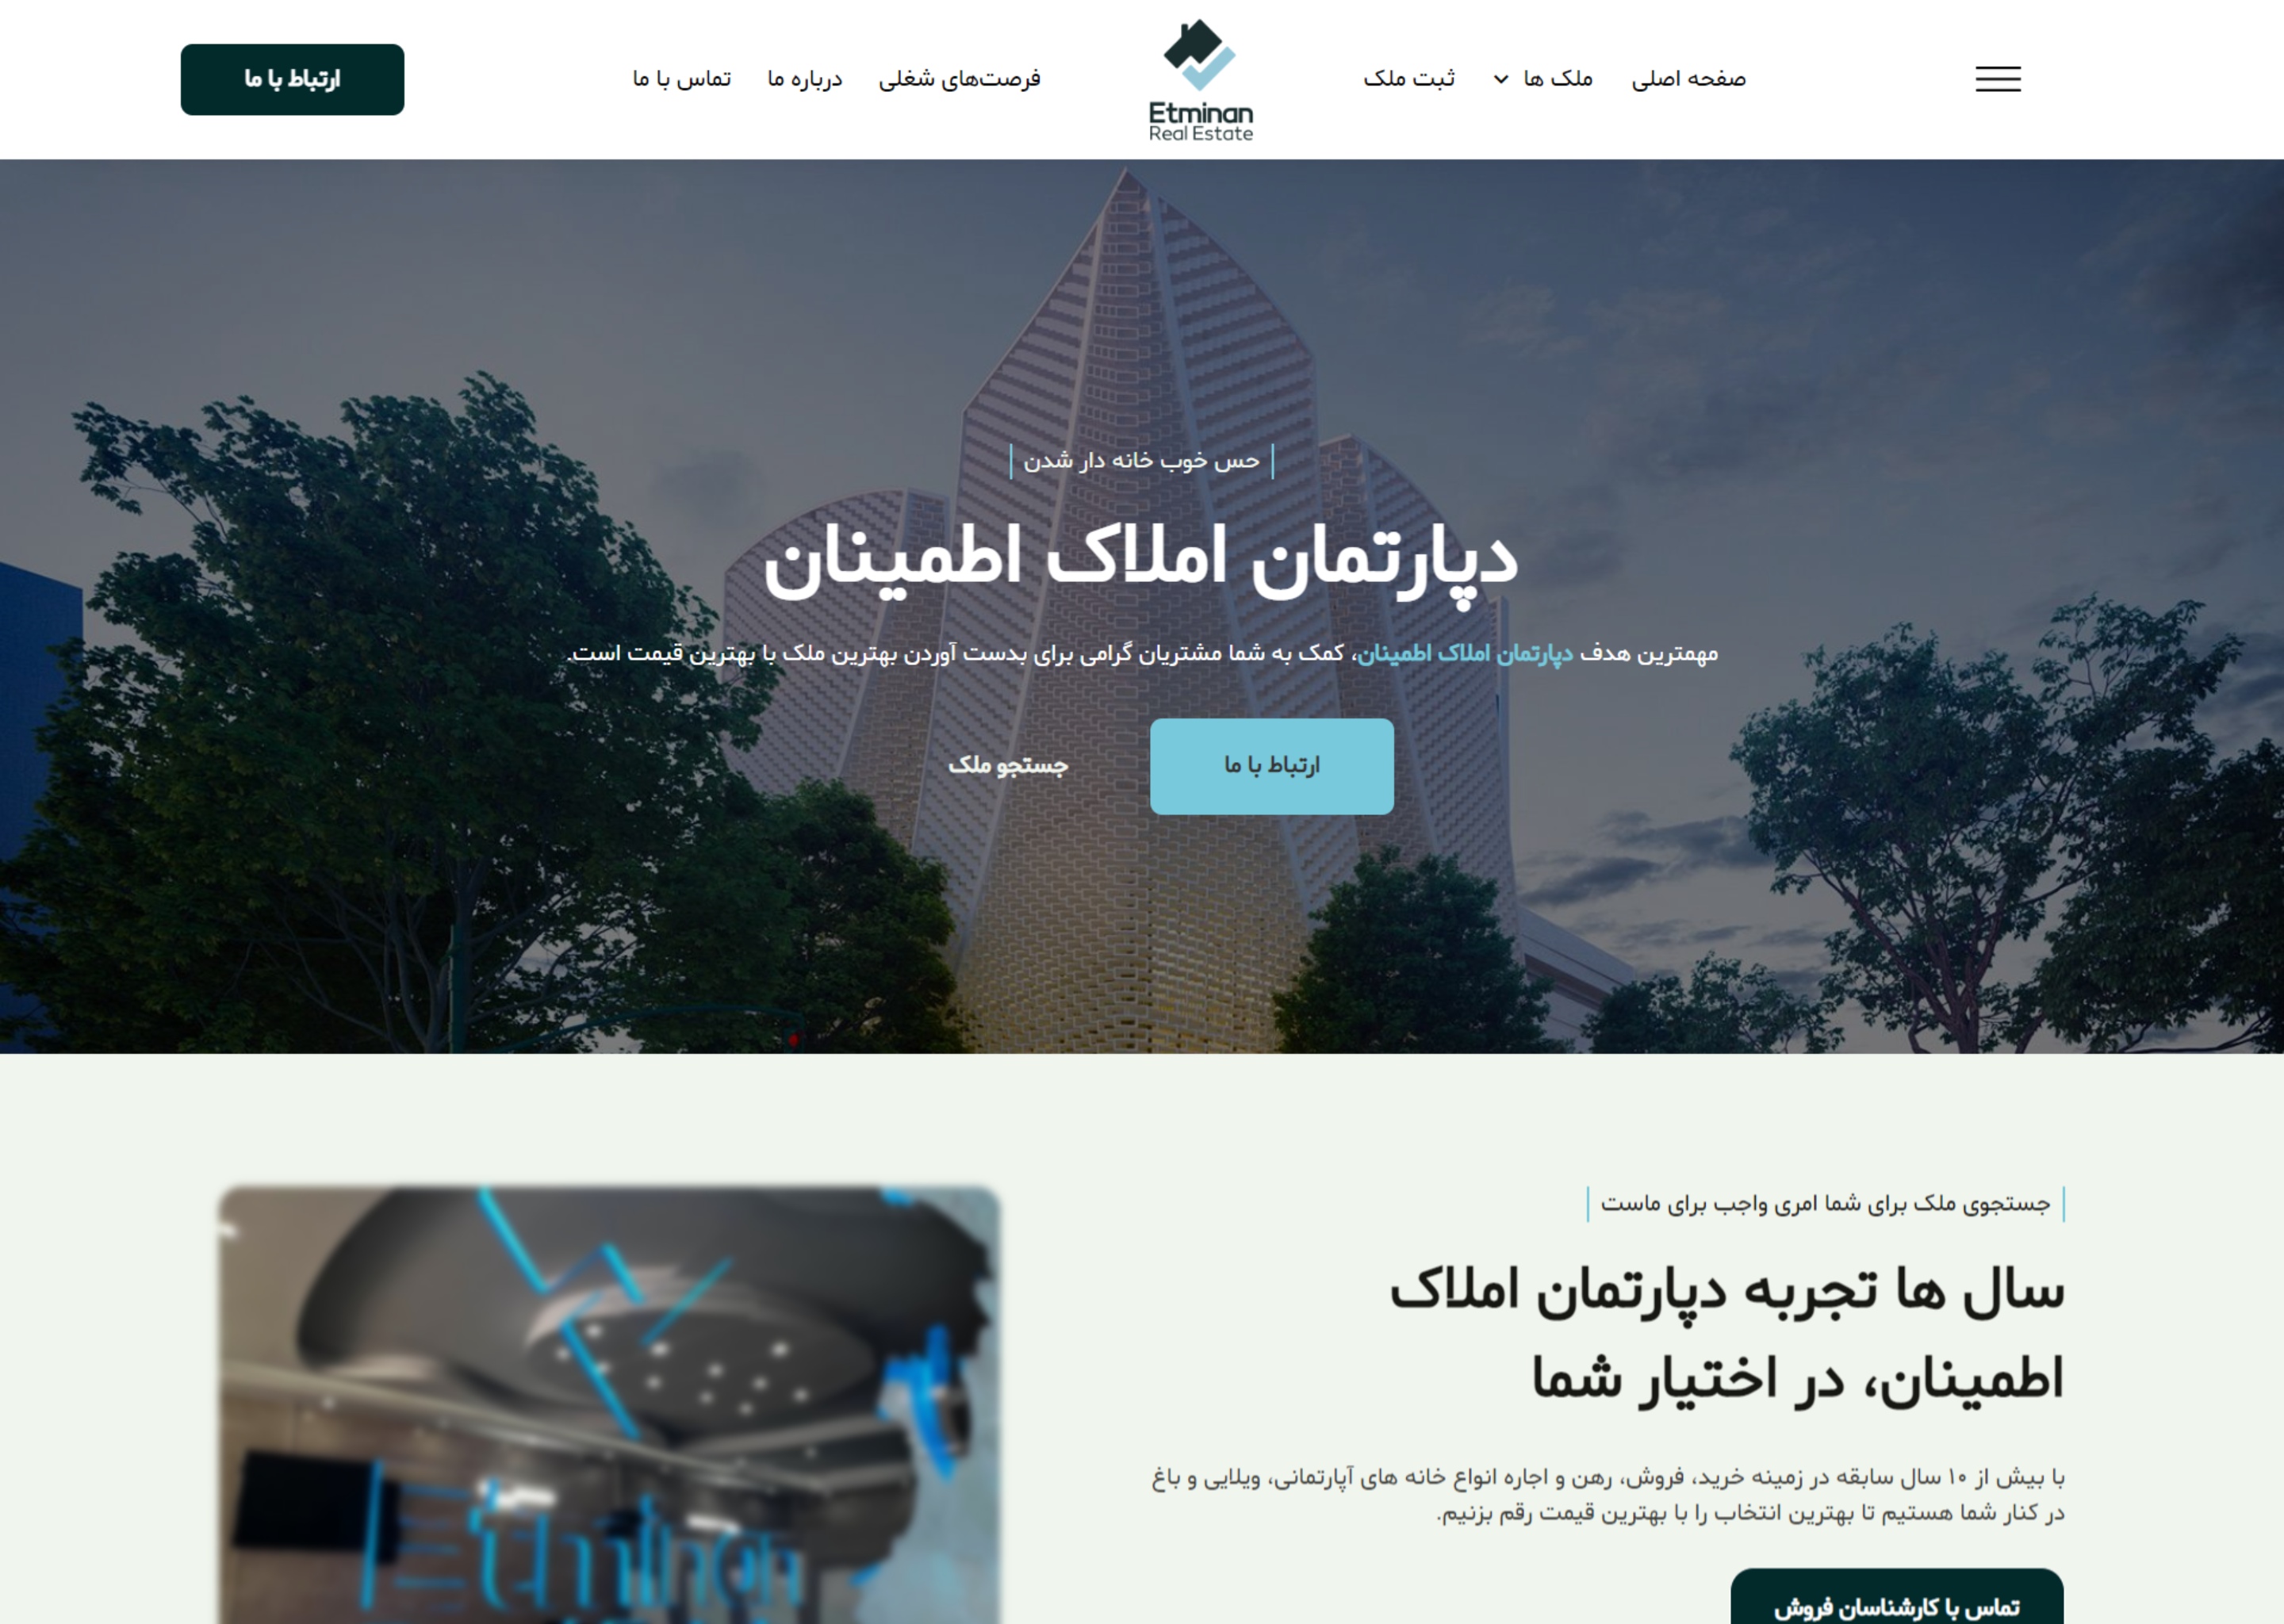 صفحه اصلی
ملک ها
ثبت ملک
Etminan
Real Estate
فرصت‌های شغلی
درباره ما
تماس با ما
ارتباط با ما
حس خوب خانه دار شدن
دپارتمان املاک اطمینان
مهمترین هدف دپارتمان املاک اطمینان، کمک به شما مشتریان گرامی برای بدست آوردن بهترین ملک با بهترین قیمت است.
ارتباط با ما
جستجو ملک
جستجوی ملک برای شما امری واجب برای ماست
سال ها تجربه دپارتمان املاک
اطمینان، در اختیار شما
با بیش از ۱۰ سال سابقه در زمینه خرید، فروش، رهن و اجاره انواع خانه های آپارتمانی، ویلایی و باغ
در کنار شما هستیم تا بهترین انتخاب را با بهترین قیمت رقم بزنیم.
تماس با کارشناسان فروش
Etminan